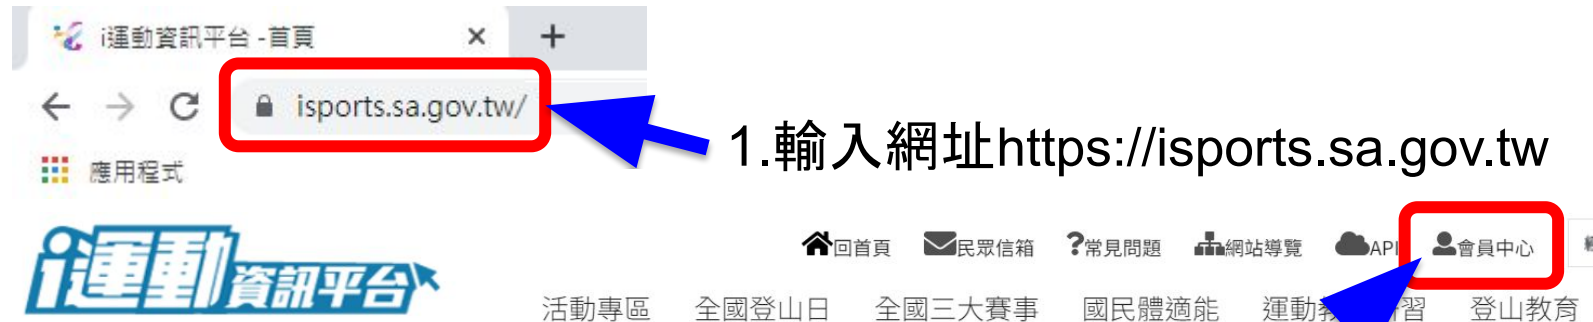 i運動資訊平台 -首頁
isports.sa.gov.tw/
1.輸入網址https://isports.sa.gov.tw
應用程式
回首頁 民眾信箱 ?常見問題 網站導覽 API 會員中心
i運動資訊平台
活動專區 全國登山日 全國三大賽事 國民體適能 運動 習 登山教育